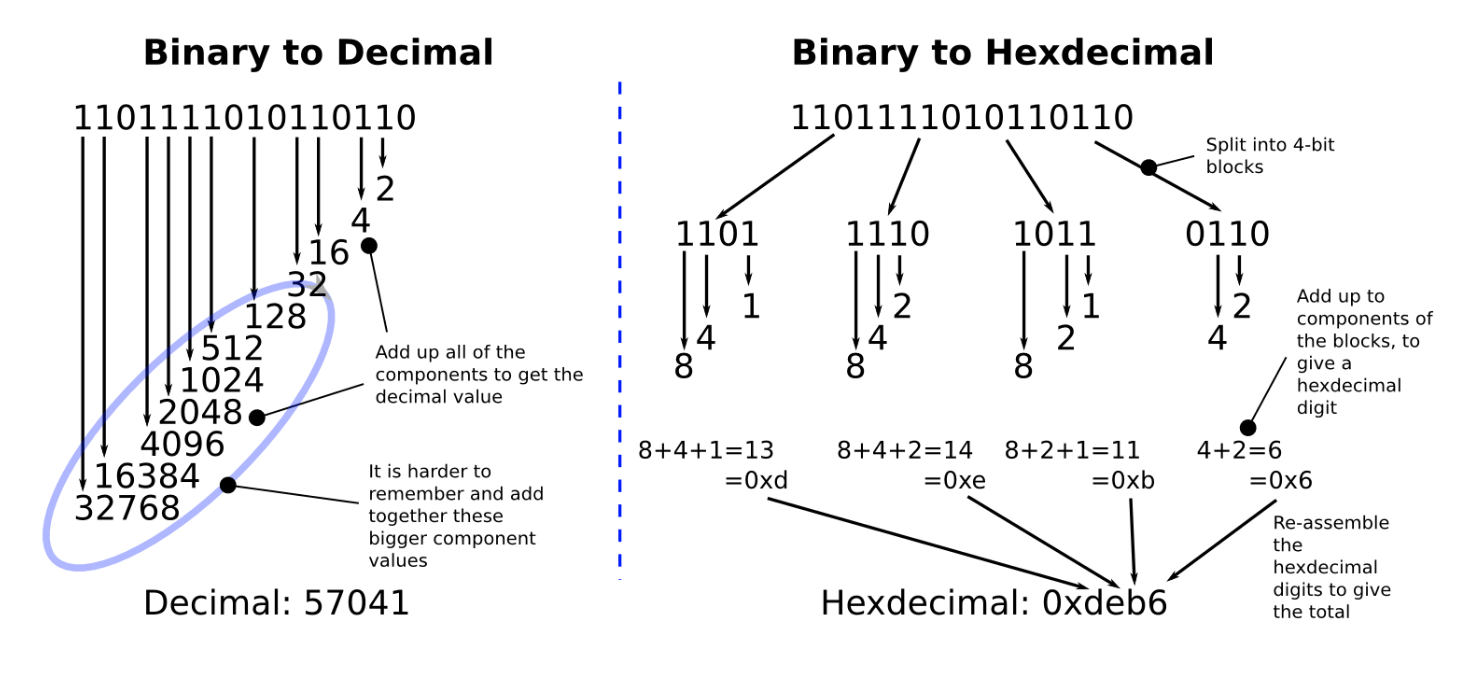 Binary to Decimal
1101111010110110
2
4
16
32
128
512
1024
2048
4096
16384
32768
Add up all of the
components to get the
decimal value
It is harder to
remember and add
together these
bigger component
values
Decimal: 57041
Binary to Hexdecimal
1101111010110110
Split into 4-bit
blocks
1101 1110 1011 0110
1 2 1 2
4 4 2 4
8 8 8
Add up to
components of
the blocks, to
give a
hexdecimal
digit
8+4+1=13 8+4+2=14 8+2+1=11 4+2=6
=0xd =0xe =0xb =0x6
Re-assemble
the
hexdecimal
digits to give
the total
Hexdecimal: 0xdeb6